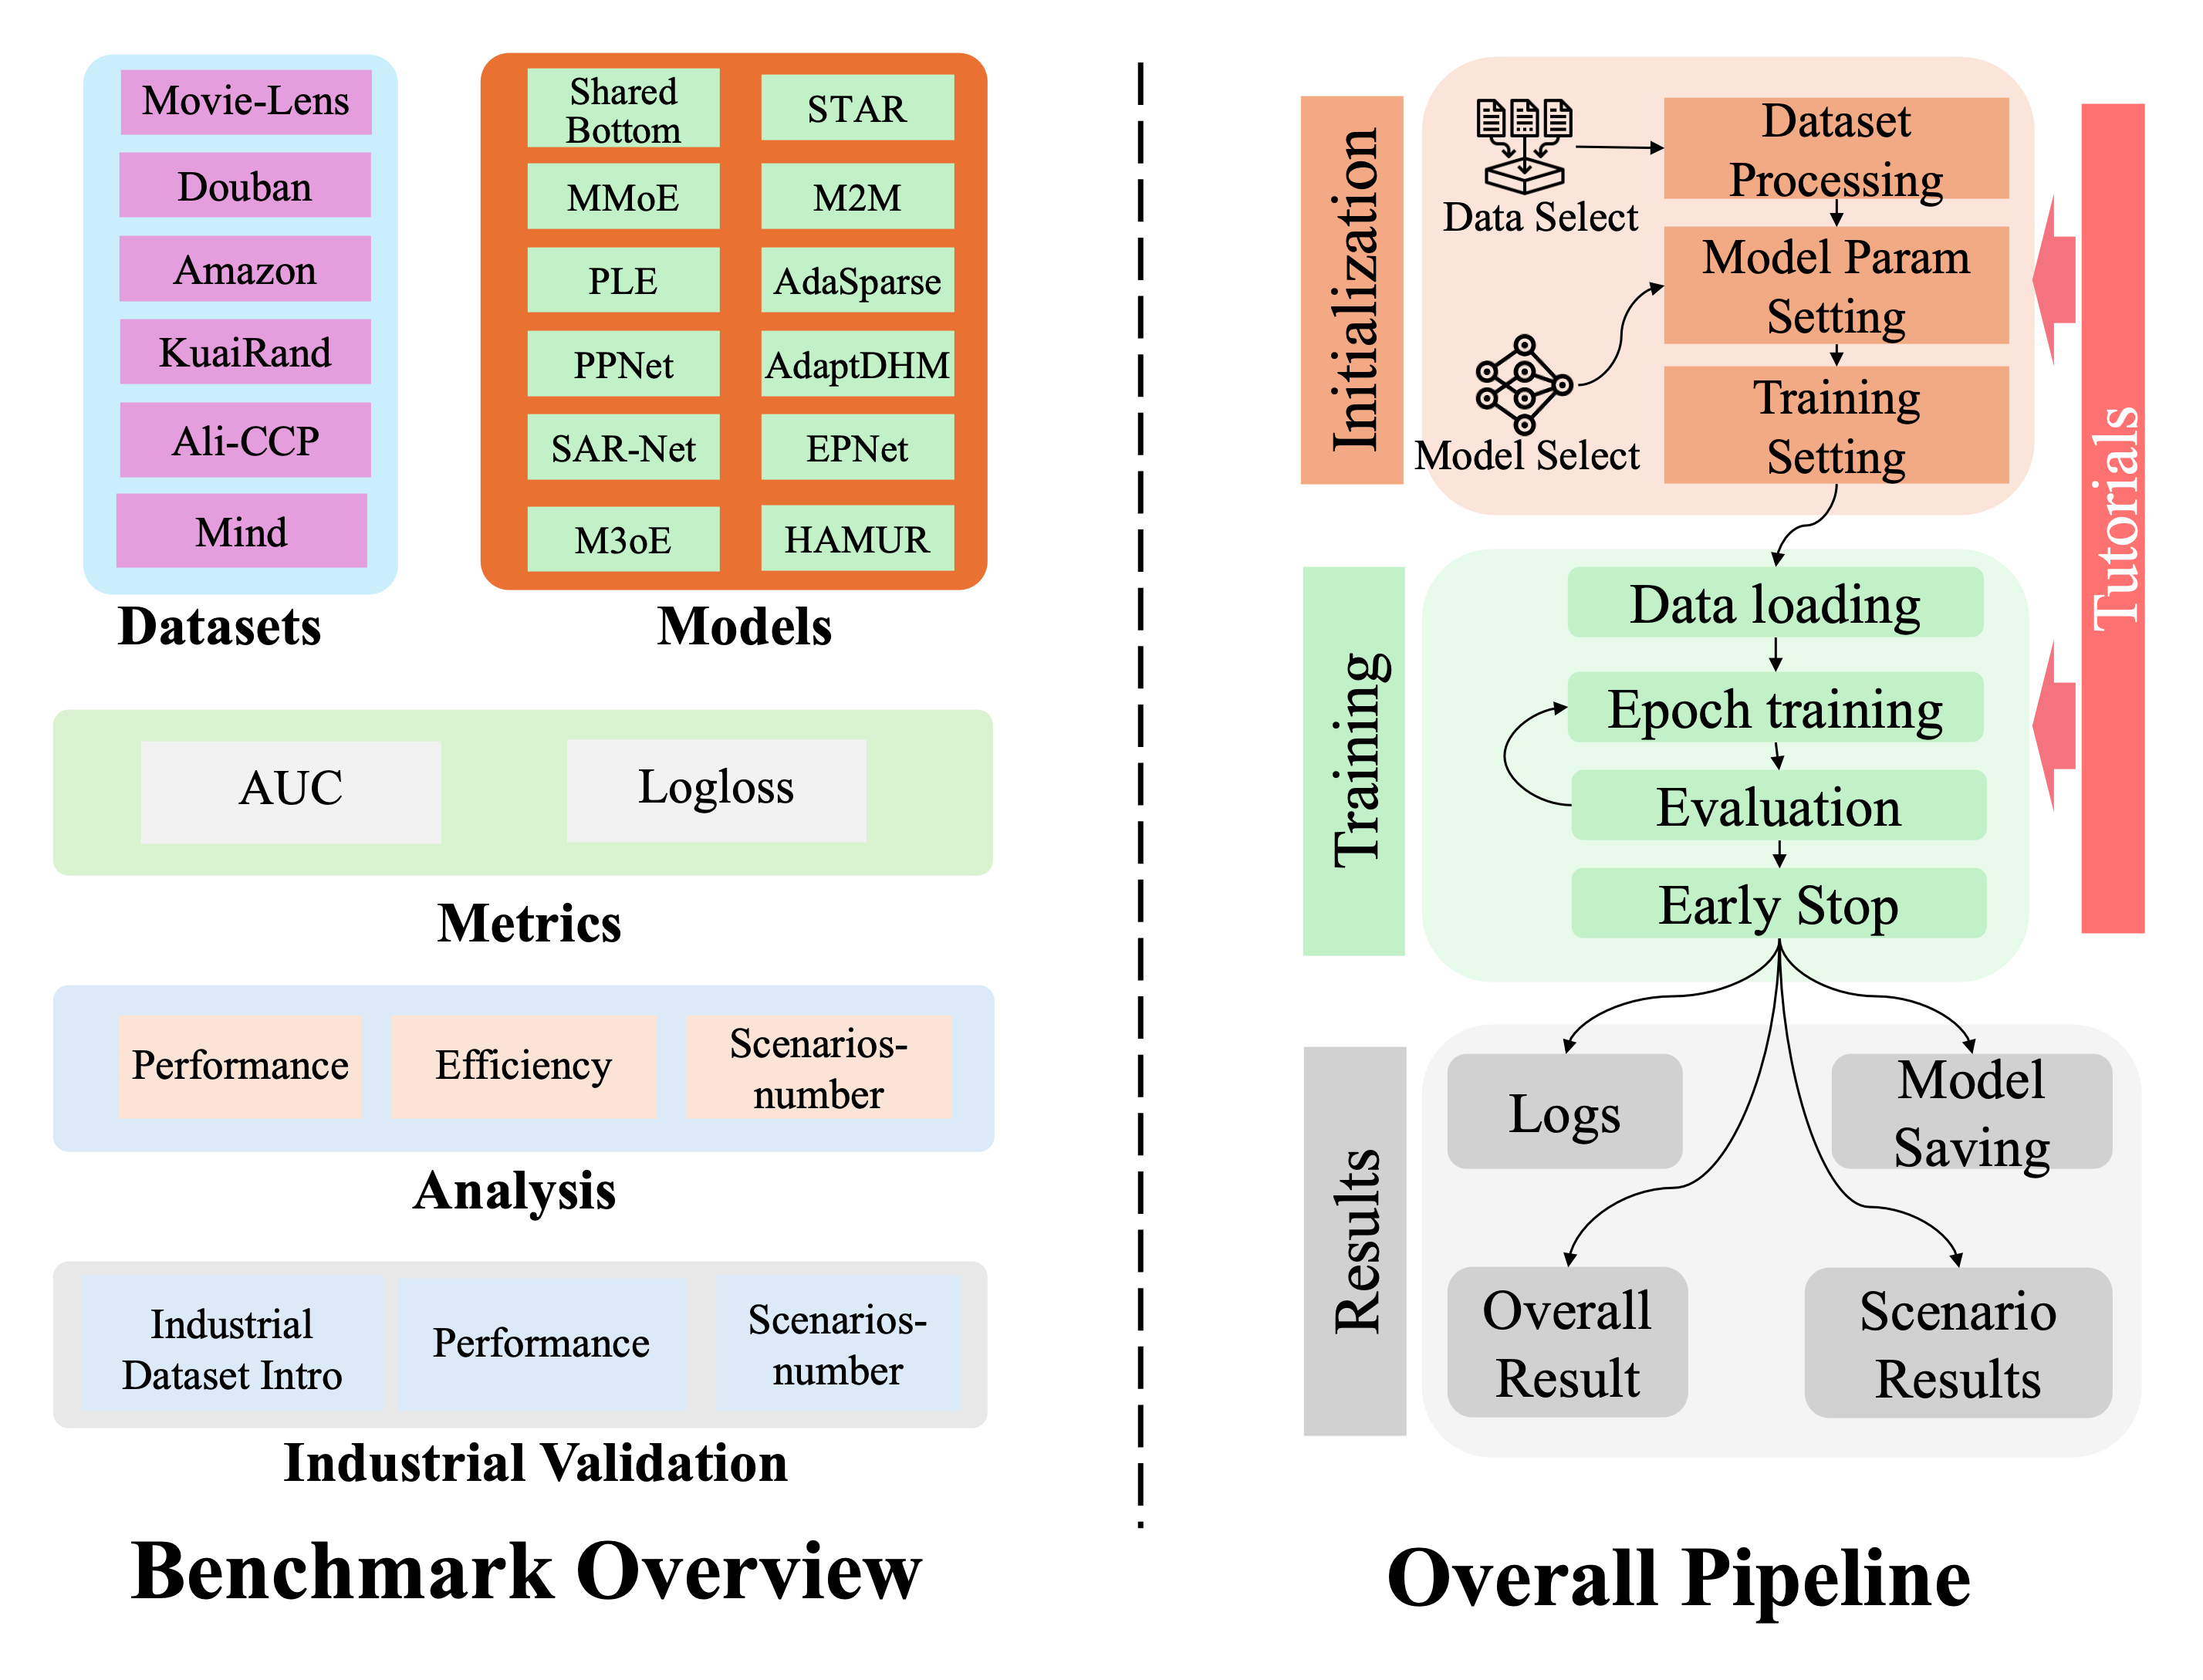 Movie-Lens
Douban
Amazon
KuaiRand
Ali-CCP
Mind
Datasets
Shared
Bottom
STAR
MMoE
M2M
PLE
AdaSparse
PPNet
AdaptDHM
SAR-Net
EPNet
M3oE
HAMUR
Models
AUC
Logloss
Metrics
Performance
Efficiency
Scenarios-
number
Analysis
Industrial
Dataset Intro
Performance
Scenarios-
number
Industrial Validation
Benchmark Overview
Initialization
Data Select
Dataset
Processing
Model Param
Setting
Model Select
Training
Setting
Tutorials
Training
Data loading
Epoch training
Evaluation
Early Stop
Results
Logs
Model
Saving
Overall
Result
Scenario
Results
Overall Pipeline